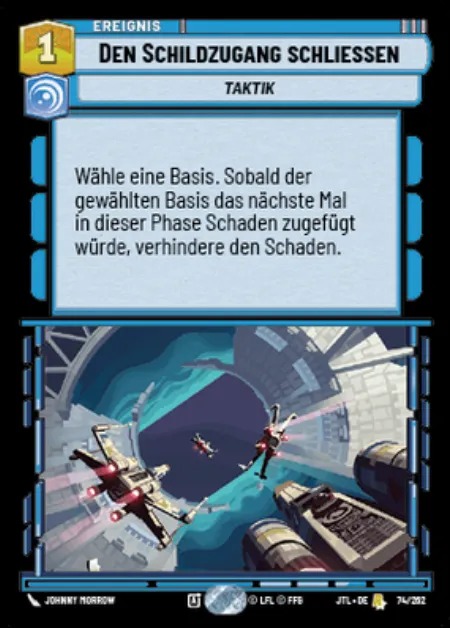 EREIGNIS
1
DEN SCHILDZUGANG SCHLIESSEN
TAKTIK
Wähle eine Basis. Sobald der
gewählten Basis das nächste Mal
in dieser Phase Schaden zugefügt
würde, verhindere den Schaden.
JOHNNY MORROW © LFL © FFG JTL • DE 74/262